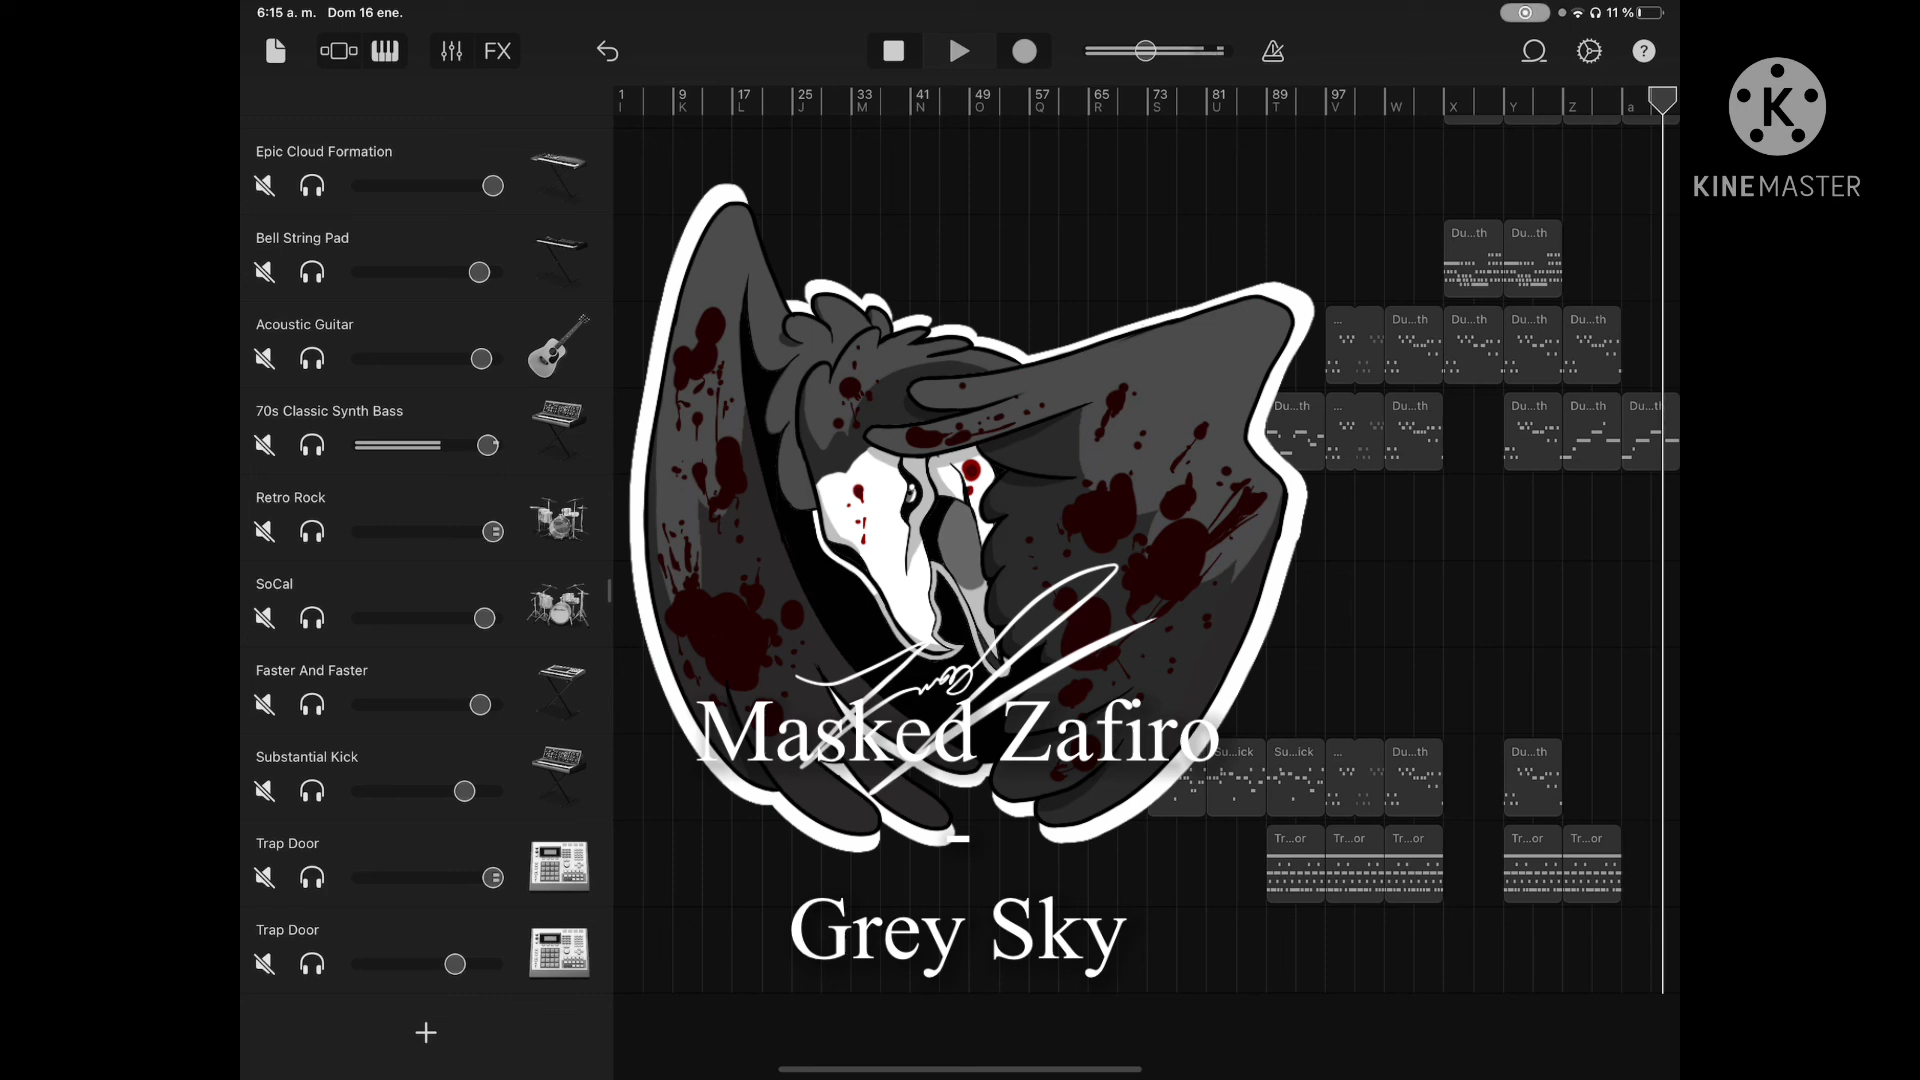 6:15 a. m. Dom 16 ene.
11 %
FX
?
1 9 17 25 33 41 49 57 65 73 81 89 97
I K L J M N O Q R S U T V W X Y Z a
K
KINEMASTER
Epic Cloud Formation
Bell String Pad
Du...th Du...th
Acoustic Guitar
... Du...th Du...th Du...th Du...th
70s Classic Synth Bass
Du...th ... Du...th Du...th Du...th Du...th
Retro Rock
SoCal
Faster And Faster
Masked Zafiro
Substantial Kick
Su...ick Su...ick ... Du...th Du...th
Trap Door
Tr...or Tr...or Tr...or Tr...or Tr...or
-
Trap Door
Grey Sky